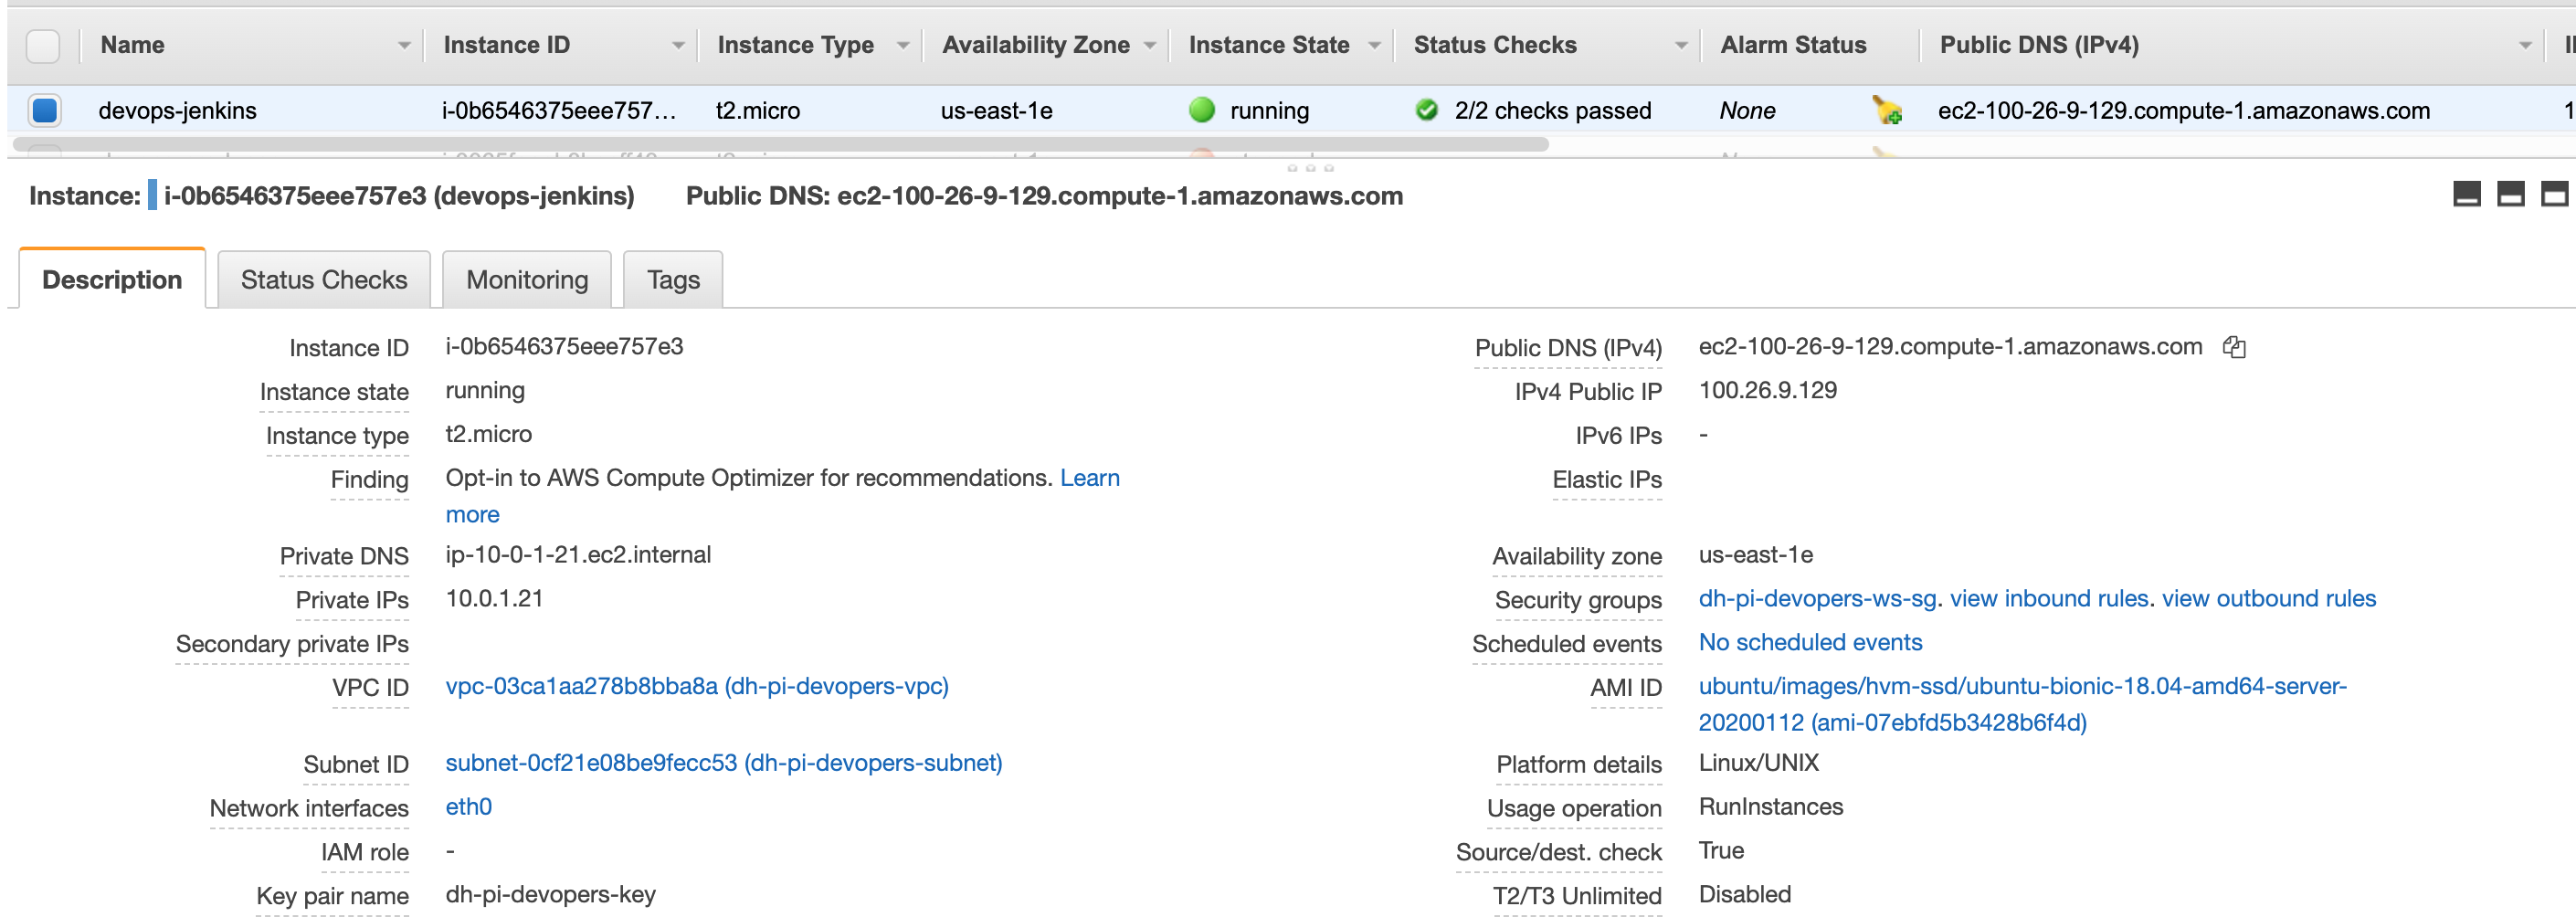 Name Instance ID Instance Type Availability Zone Instance State Status Checks Alarm Status Public DNS (IPv4)
devops-jenkins i-0b6546375eee757... t2.micro us-east-1e running 2/2 checks passed None ec2-100-26-9-129.compute-1.amazonaws.com 1
Instance: i-0b6546375eee757e3 (devops-jenkins) Public DNS: ec2-100-26-9-129.compute-1.amazonaws.com
Description Status Checks Monitoring Tags
Instance ID i-0b6546375eee757e3 Public DNS (IPv4) ec2-100-26-9-129.compute-1.amazonaws.com
Instance state running IPv4 Public IP 100.26.9.129
Instance type t2.micro IPv6 IPs -
Finding Opt-in to AWS Compute Optimizer for recommendations. Learn Elastic IPs
more
Private DNS ip-10-0-1-21.ec2.internal Availability zone us-east-1e
Private IPs 10.0.1.21 Security groups dh-pi-devopers-ws-sg. view inbound rules. view outbound rules
Secondary private IPs Scheduled events No scheduled events
VPC ID vpc-03ca1aa278b8bba8a (dh-pi-devopers-vpc) AMI ID ubuntu/images/hvm-ssd/ubuntu-bionic-18.04-amd64-server-
20200112 (ami-07ebfd5b3428b6f4d)
Subnet ID subnet-0cf21e08be9fecc53 (dh-pi-devopers-subnet) Platform details Linux/UNIX
Network interfaces eth0 Usage operation RunInstances
IAM role - Source/dest. check True
Key pair name dh-pi-devopers-key T2/T3 Unlimited Disabled